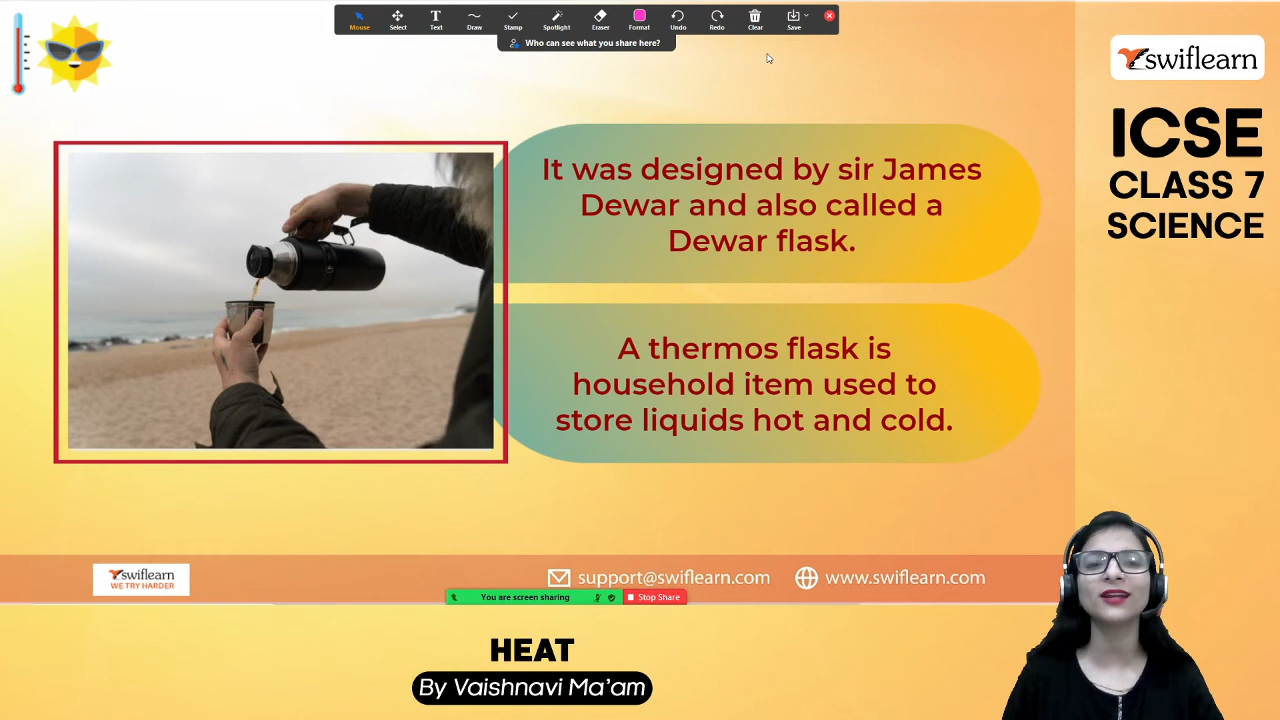 Mouse Select Text Draw Stamp Spotlight Eraser Format Undo Redo Clear Save
Who can see what you share here?
swiflearn
ICSE
CLASS 7
SCIENCE
It was designed by sir James
Dewar and also called a
Dewar flask.
A thermos flask is
household item used to
store liquids hot and cold.
swiflearn
WE TRY HARDER
support@swiflearn.com www.swiflearn.com
You are screen sharing Stop Share
HEAT
By Vaishnavi Ma'am